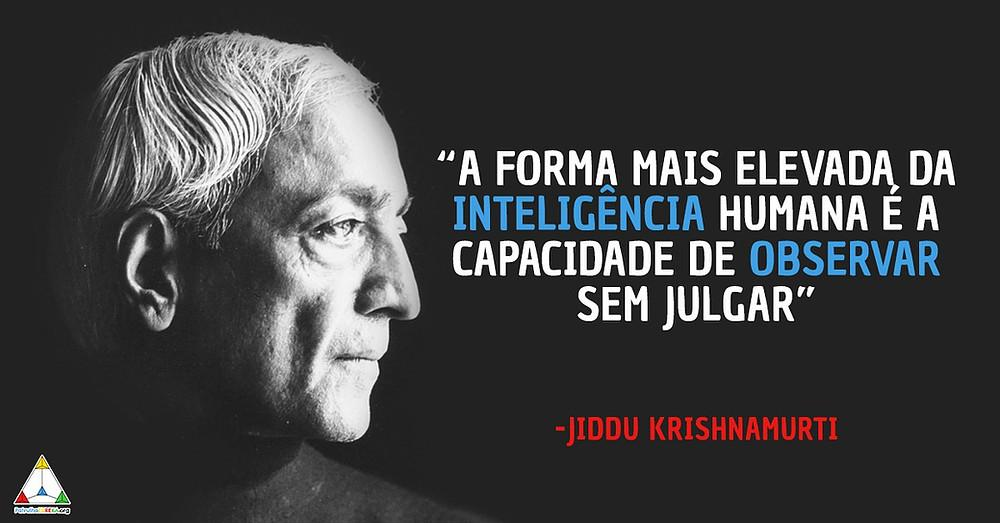 “A FORMA MAIS ELEVADA DA
INTELIGÊNCIA HUMANA É A
CAPACIDADE DE OBSERVAR
SEM JULGAR”
-JIDDU KRISHNAMURTI